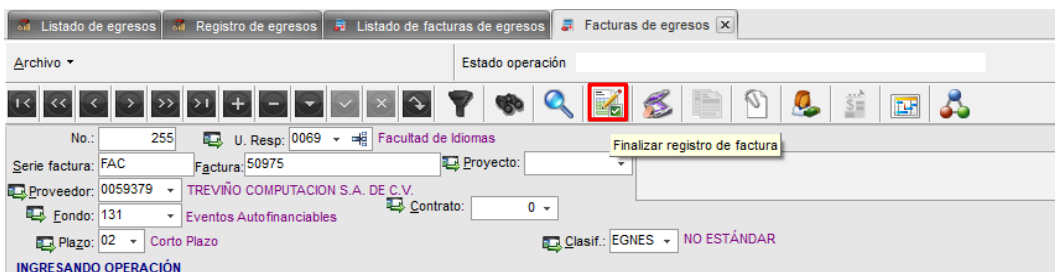 Listado de egresos Registro de egresos Listado de facturas de egresos Facturas de egresos
Archivo Estado operación
No.: 255 U. Resp: 0069 Facultad de Idiomas
Finalizar registro de factura
Serie factura: FAC Factura: 50975 Proyecto:
Proveedor: 0059379 TREVIÑO COMPUTACION S.A. DE C.V.
Fondo: 131 Eventos Autofinanciables Contrato: 0
Plazo: 02 Corto Plazo Clasif.: EGNES NO ESTÁNDAR
INGRESANDO OPERACIÓN